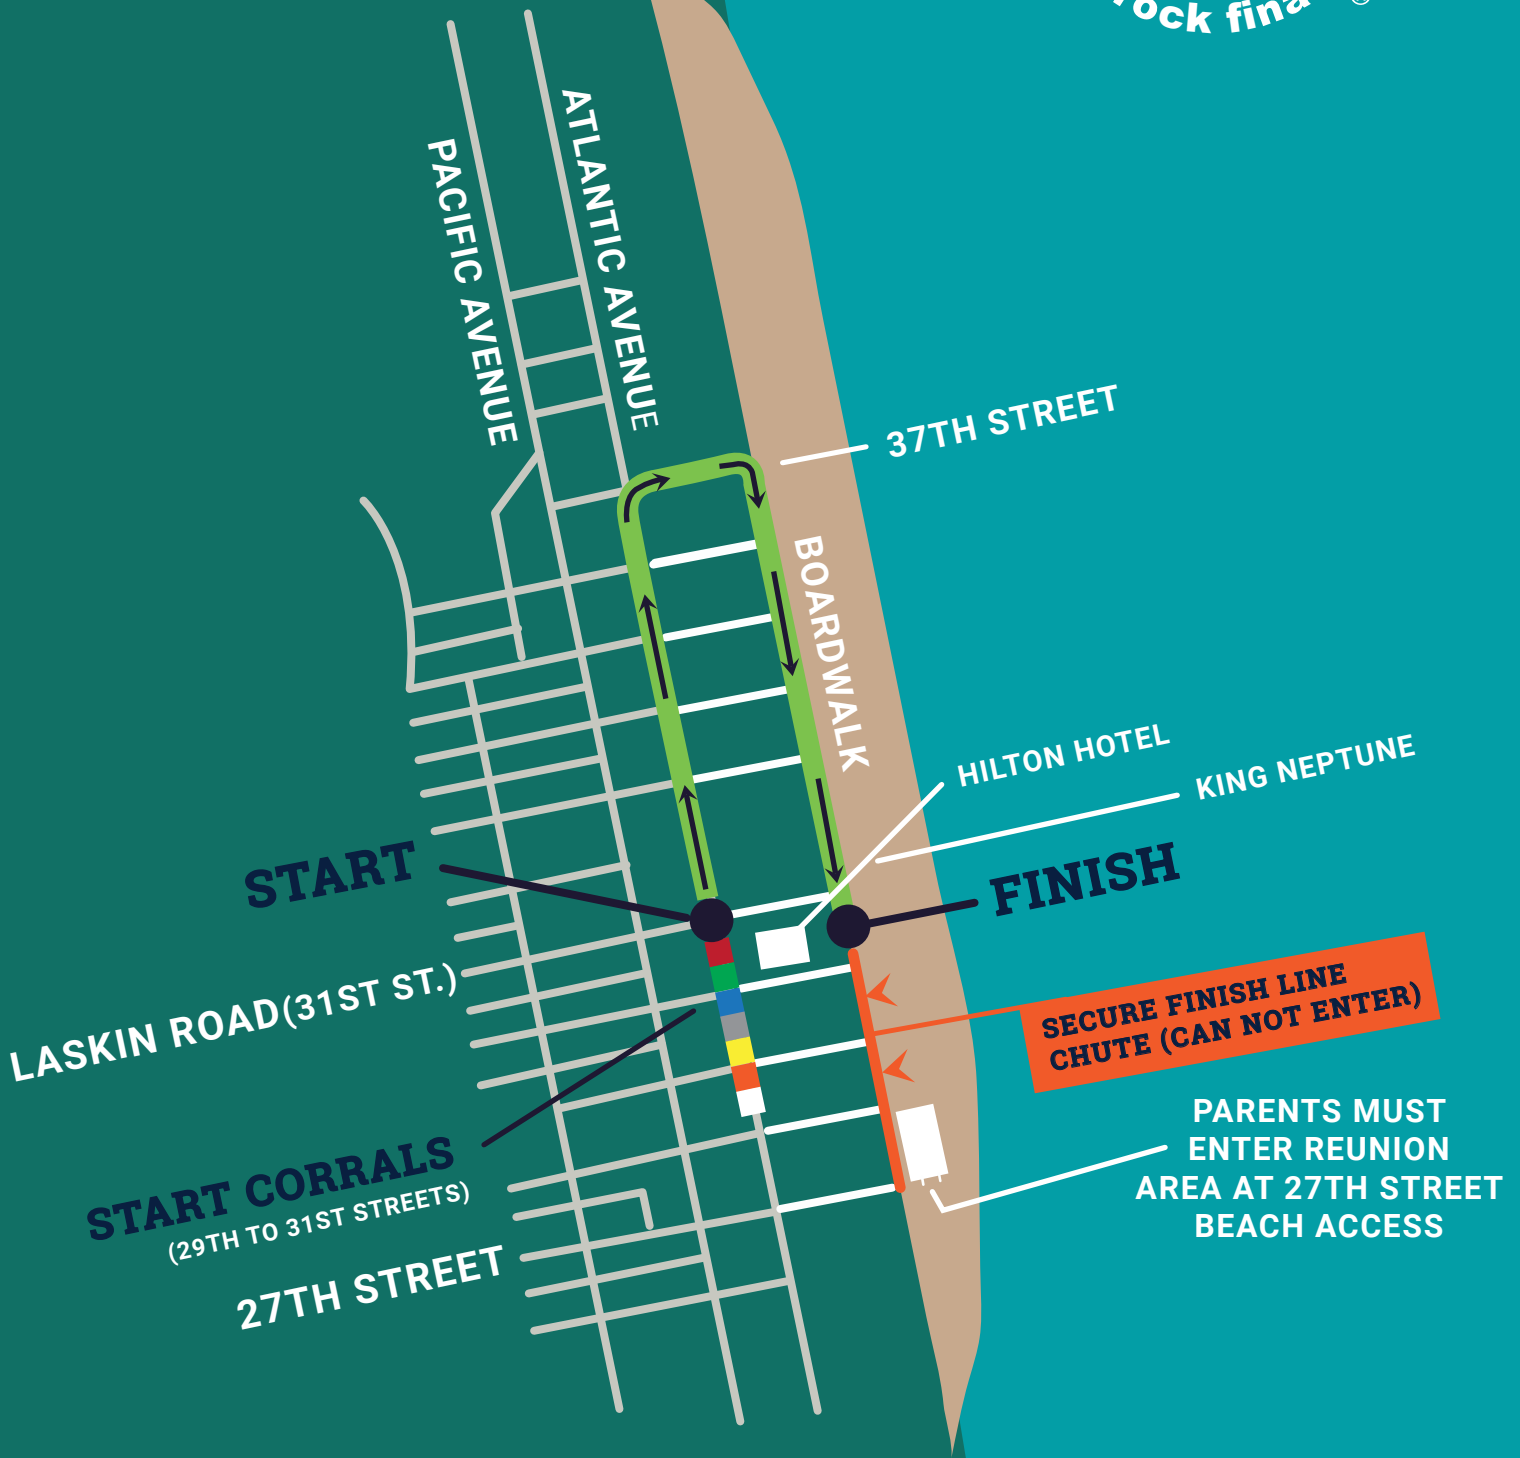 rock fina
®
PACIFIC AVENUE
ATLANTIC AVENUE
37TH STREET
BOARDWALK
HILTON HOTEL
KING NEPTUNE
START
FINISH
LASKIN ROAD(31ST ST.)
SECURE FINISH LINE
CHUTE (CAN NOT ENTER)
START CORRALS
(29TH TO 31ST STREETS)
27TH STREET
PARENTS MUST
ENTER REUNION
AREA AT 27TH STREET
BEACH ACCESS